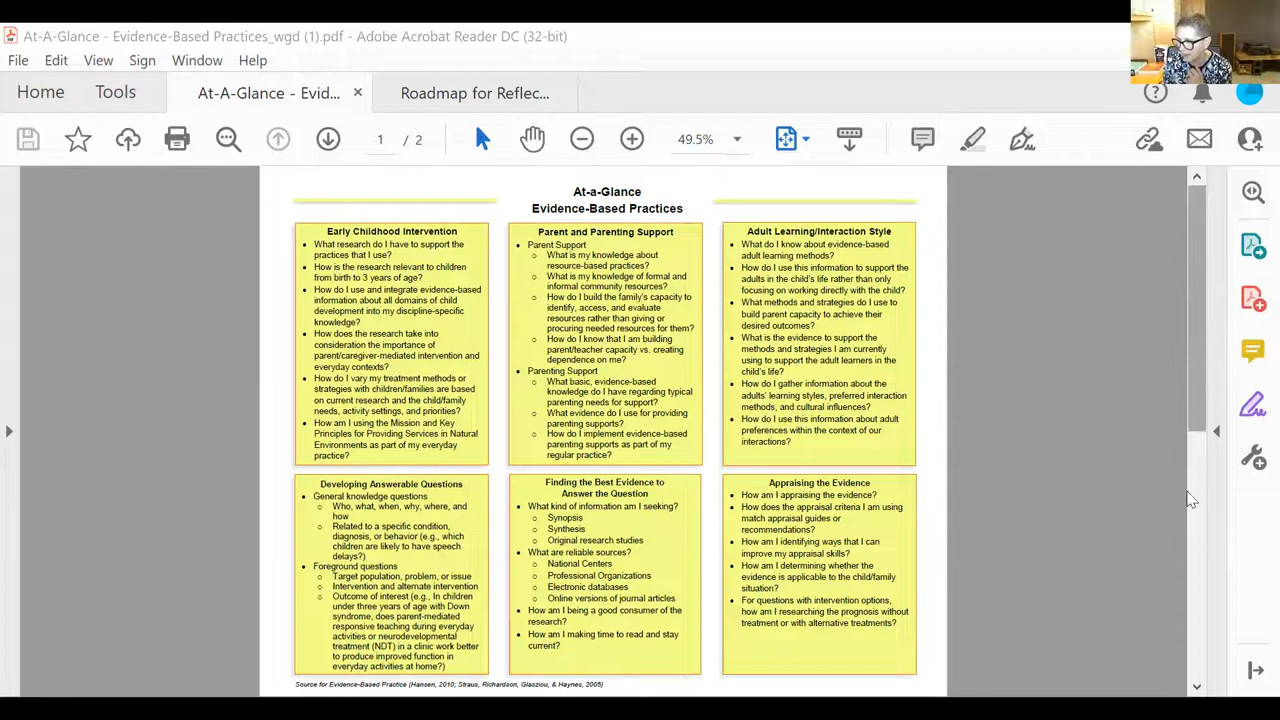 At-A-Glance - Evidence-Based Practices_wgd (1).pdf - Adobe Acrobat Reader DC (32-bit)
File Edit View Sign Window Help
Home Tools At-A-Glance - Evid... × Roadmap for Reflec...
1 / 2 49.5%
At-a-Glance
Evidence-Based Practices
Early Childhood Intervention
• What research do I have to support the
practices that I use?
• How is the research relevant to children
from birth to 3 years of age?
• How do I use and integrate evidence-based
information about all domains of child
development into my discipline-specific
knowledge?
• How does the research take into
consideration the importance of
parent/caregiver-mediated intervention and
everyday contexts?
• How do I vary my treatment methods or
strategies with children/families are based
on current research and the child/family
needs, activity settings, and priorities?
• How am I using the Mission and Key
Principles for Providing Services in Natural
Environments as part of my everyday
practice?
Parent and Parenting Support
• Parent Support
o What is my knowledge about
resource-based practices?
o What is my knowledge of formal and
informal community resources?
o How do I build the family's capacity to
identify, access, and evaluate
resources rather than giving or
procuring needed resources for them?
o How do I know that I am building
parent/teacher capacity vs. creating
dependence on me?
• Parenting Support
o What basic, evidence-based
knowledge do I have regarding typical
parenting needs for support?
o What evidence do I use for providing
parenting supports?
o How do I implement evidence-based
parenting supports as part of my
regular practice?
Adult Learning/Interaction Style
• What do I know about evidence-based
adult learning methods?
• How do I use this information to support the
adults in the child's life rather than only
focusing on working directly with the child?
• What methods and strategies do I use to
build parent capacity to achieve their
desired outcomes?
• What is the evidence to support the
methods and strategies I am currently
using to support the adult learners in the
child's life?
• How do I gather information about the
adults' learning styles, preferred interaction
methods, and cultural influences?
• How do I use this information about adult
preferences within the context of our
interactions?
Developing Answerable Questions
• General knowledge questions
o Who, what, when, why, where, and
how
o Related to a specific condition,
diagnosis, or behavior (e.g., which
children are likely to have speech
delays?)
• Foreground questions
o Target population, problem, or issue
o Intervention and alternate intervention
o Outcome of interest (e.g., In children
under three years of age with Down
syndrome, does parent-mediated
responsive teaching during everyday
activities or neurodevelopmental
treatment (NDT) in a clinic work better
to produce improved function in
everyday activities at home?)
Finding the Best Evidence to
Answer the Question
• What kind of information am I seeking?
o Synopsis
o Synthesis
o Original research studies
• What are reliable sources?
o National Centers
o Professional Organizations
o Electronic databases
o Online versions of journal articles
• How am I being a good consumer of the
research?
• How am I making time to read and stay
current?
Appraising the Evidence
• How am I appraising the evidence?
• How does the appraisal criteria I am using
match appraisal guides or
recommendations?
• How am I identifying ways that I can
improve my appraisal skills?
• How am I determining whether the
evidence is applicable to the child/family
situation?
• For questions with intervention options,
how am I researching the prognosis without
treatment or with alternative treatments?
Source for Evidence-Based Practice (Hansen, 2010; Straus, Richardson, Glasziou, & Haynes, 2005)